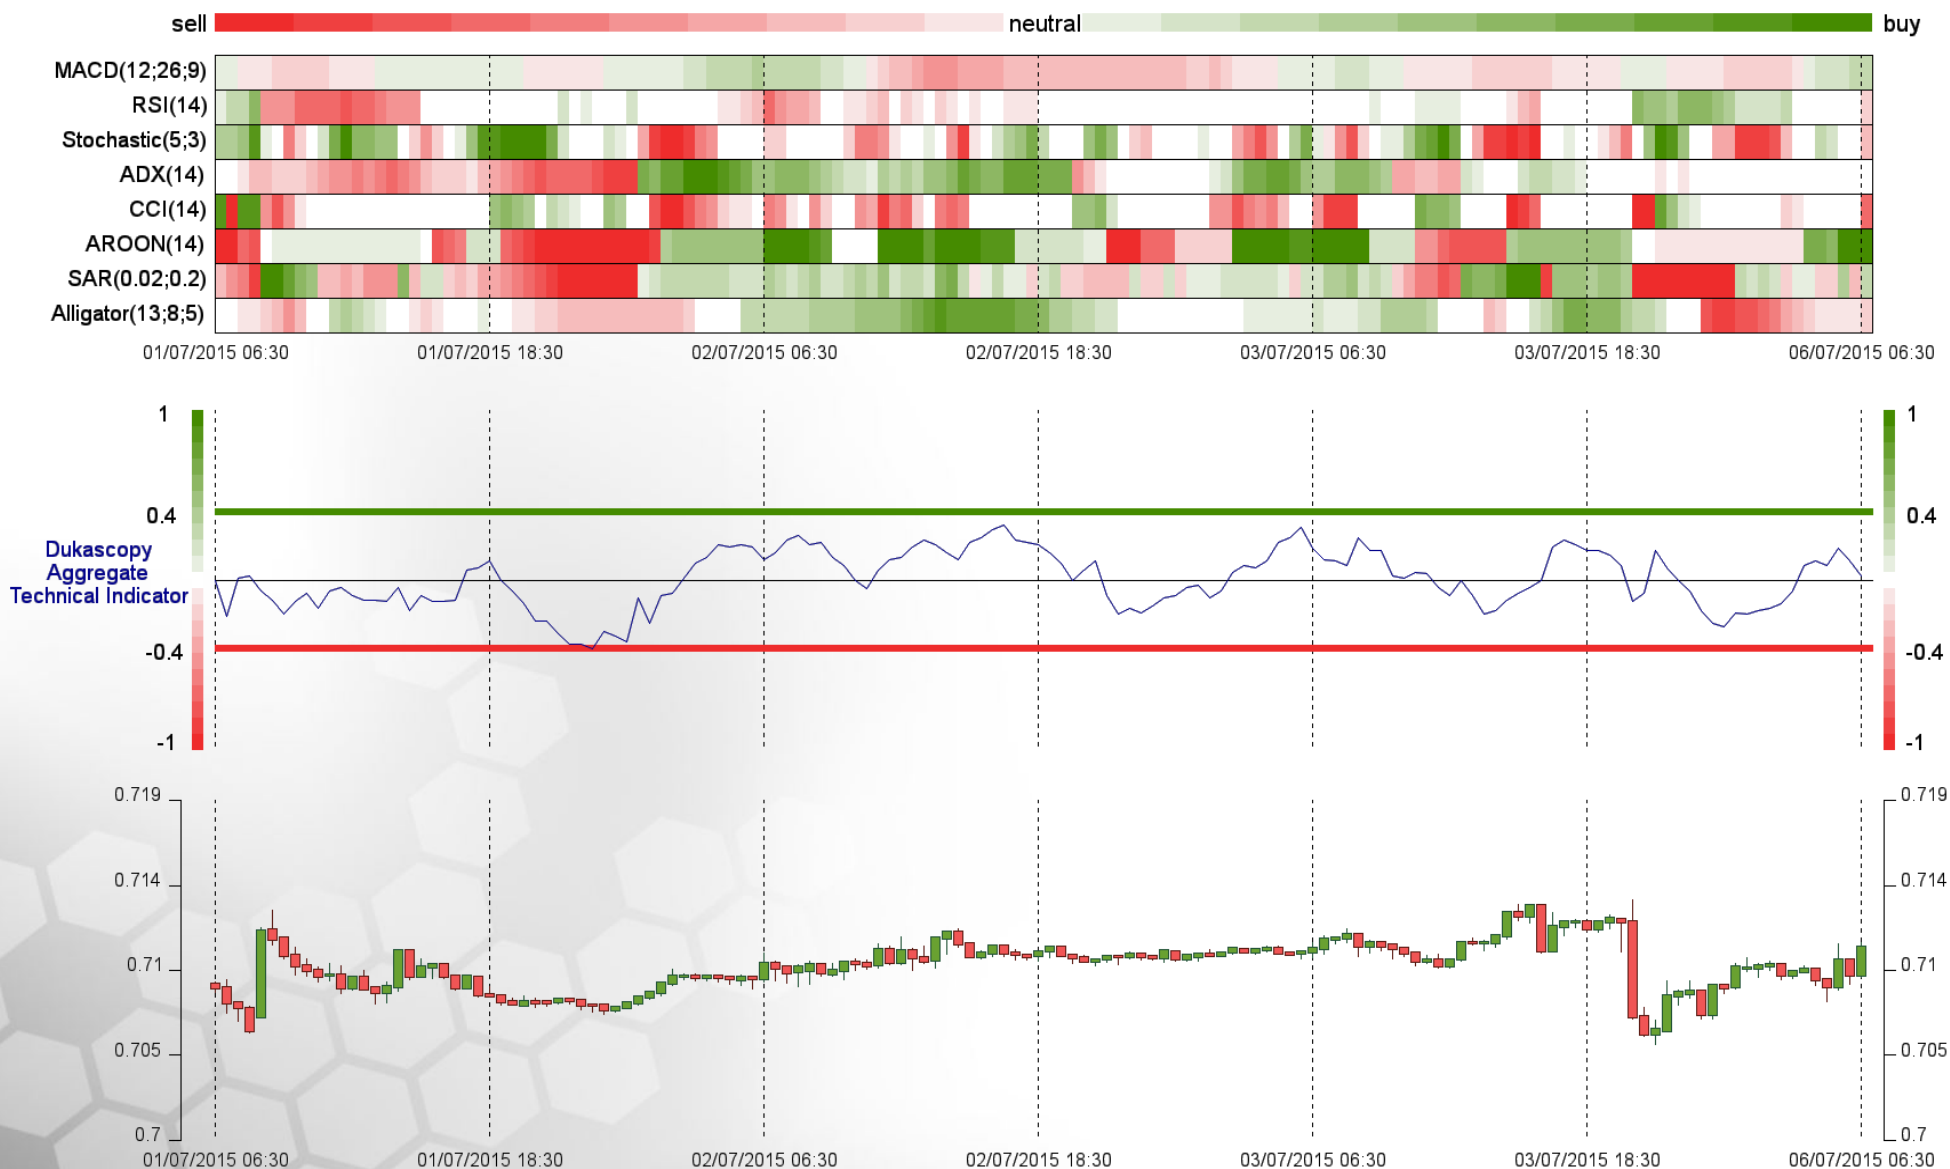 sell neutral buy
MACD(12;26;9)
RSI(14)
Stochastic(5;3)
ADX(14)
CCI(14)
AROON(14)
SAR(0.02;0.2)
Alligator(13;8;5)
01/07/2015 06:30 01/07/2015 18:30 02/07/2015 06:30 02/07/2015 18:30 03/07/2015 06:30 03/07/2015 18:30 06/07/2015 06:30
1 1
0.4 0.4
Dukascopy
Aggregate
Technical Indicator
-0.4 -0.4
-1 -1
0.719 0.719
0.714 0.714
0.71 0.71
0.705 0.705
0.7 0.7
01/07/2015 06:30 01/07/2015 18:30 02/07/2015 06:30 02/07/2015 18:30 03/07/2015 06:30 03/07/2015 18:30 06/07/2015 06:30